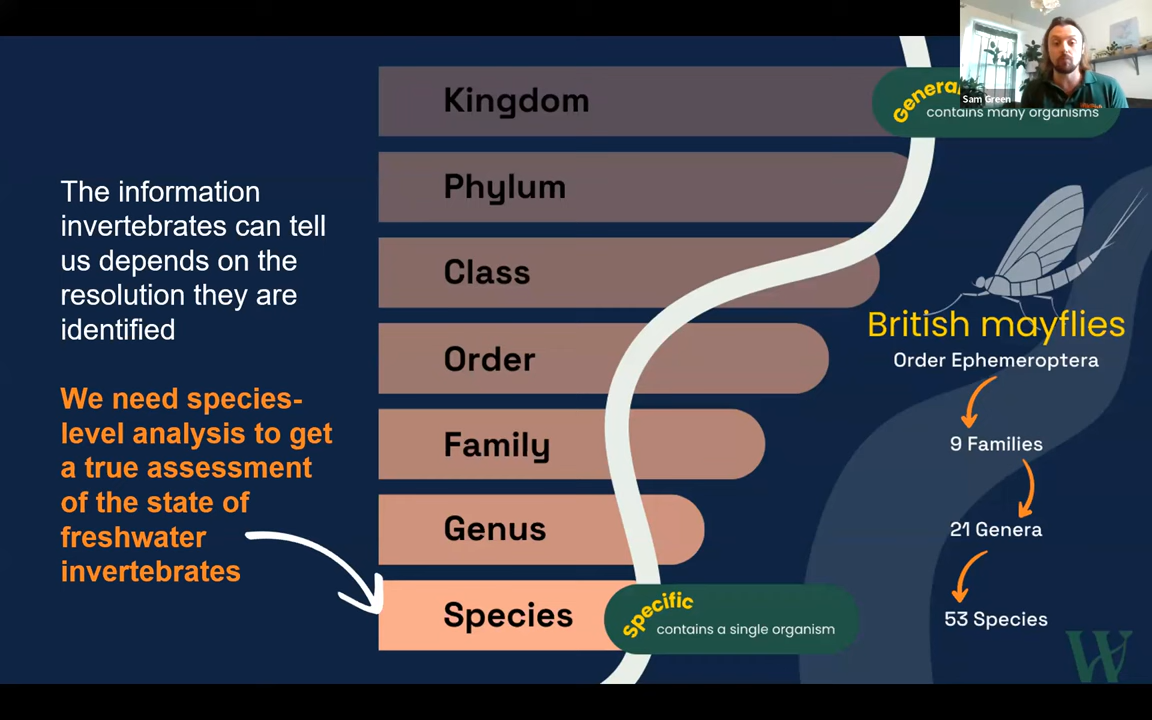 The information
invertebrates can tell
us depends on the
resolution they are
identified
We need species-
level analysis to get
a true assessment
of the state of
freshwater
invertebrates
Kingdom
Phylum
Class
Order
Family
Genus
Species
General
contains many organisms
Sam Green
British mayflies
Order Ephemeroptera
9 Families
21 Genera
53 Species
Specific
contains a single organism
W